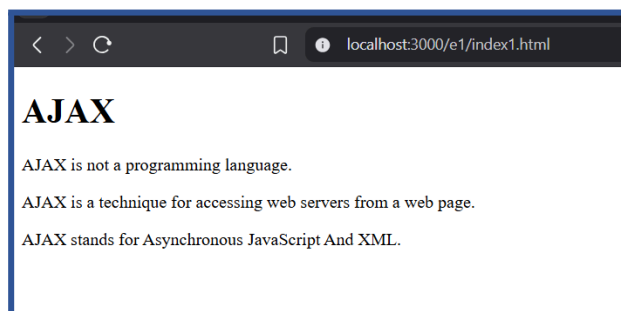 localhost:3000/e1/index1.html
AJAX
AJAX is not a programming language.
AJAX is a technique for accessing web servers from a web page.
AJAX stands for Asynchronous JavaScript And XML.